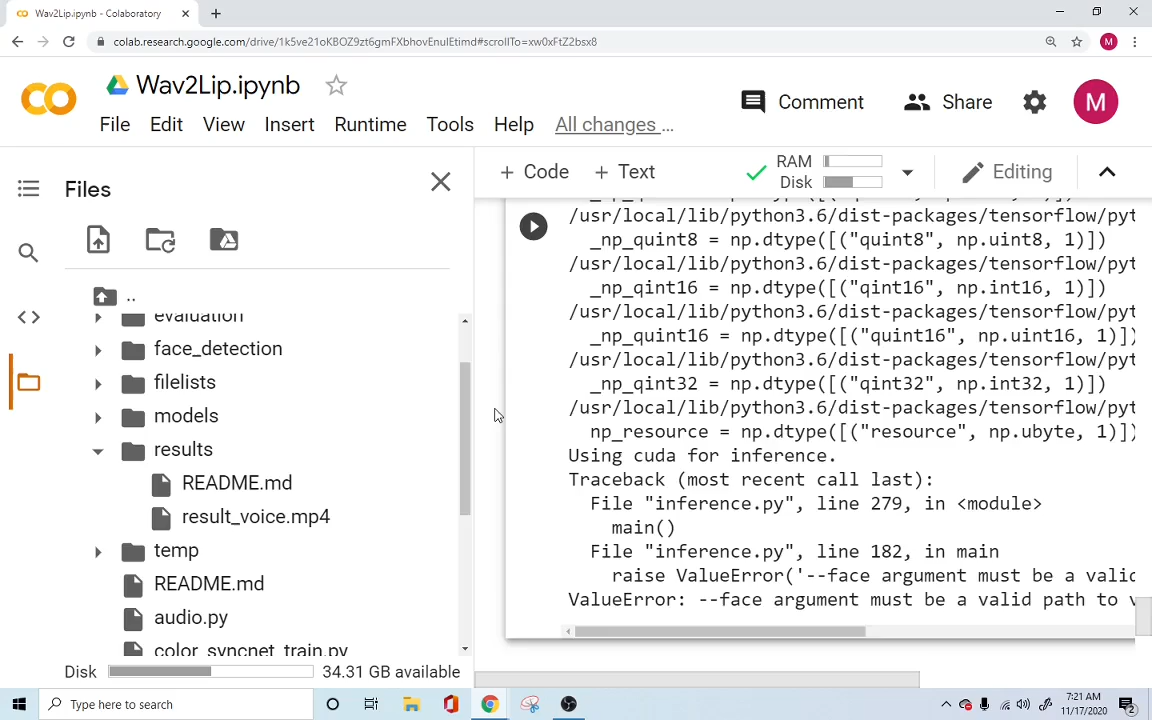 Wav2Lip.ipynb - Colaboratory
colab.research.google.com/drive/1k5ve21oKBOZ9zt6gmFXbhovEnulEtimd#scrollTo=xw0xFtZ2bsx8
M
Wav2Lip.ipynb
File Edit View Insert Runtime Tools Help All changes ...
Comment Share M
Files
+ Code + Text
RAM
Disk
Editing
..
evaluation
face_detection
filelists
models
results
README.md
result_voice.mp4
temp
README.md
audio.py
color_syncnet_train.py
Disk 34.31 GB available
/usr/local/lib/python3.6/dist-packages/tensorflow/pyt
_np_quint8 = np.dtype([("quint8", np.uint8, 1)])
/usr/local/lib/python3.6/dist-packages/tensorflow/pyt
_np_qint16 = np.dtype([("qint16", np.int16, 1)])
/usr/local/lib/python3.6/dist-packages/tensorflow/pyt
_np_quint16 = np.dtype([("quint16", np.uint16, 1)])
/usr/local/lib/python3.6/dist-packages/tensorflow/pyt
_np_qint32 = np.dtype([("qint32", np.int32, 1)])
/usr/local/lib/python3.6/dist-packages/tensorflow/pyt
np_resource = np.dtype([("resource", np.ubyte, 1)])
Using cuda for inference.
Traceback (most recent call last):
File "inference.py", line 279, in <module>
main()
File "inference.py", line 182, in main
raise ValueError('--face argument must be a valid
ValueError: --face argument must be a valid path to v
Type here to search
7:21 AM
11/17/2020
2